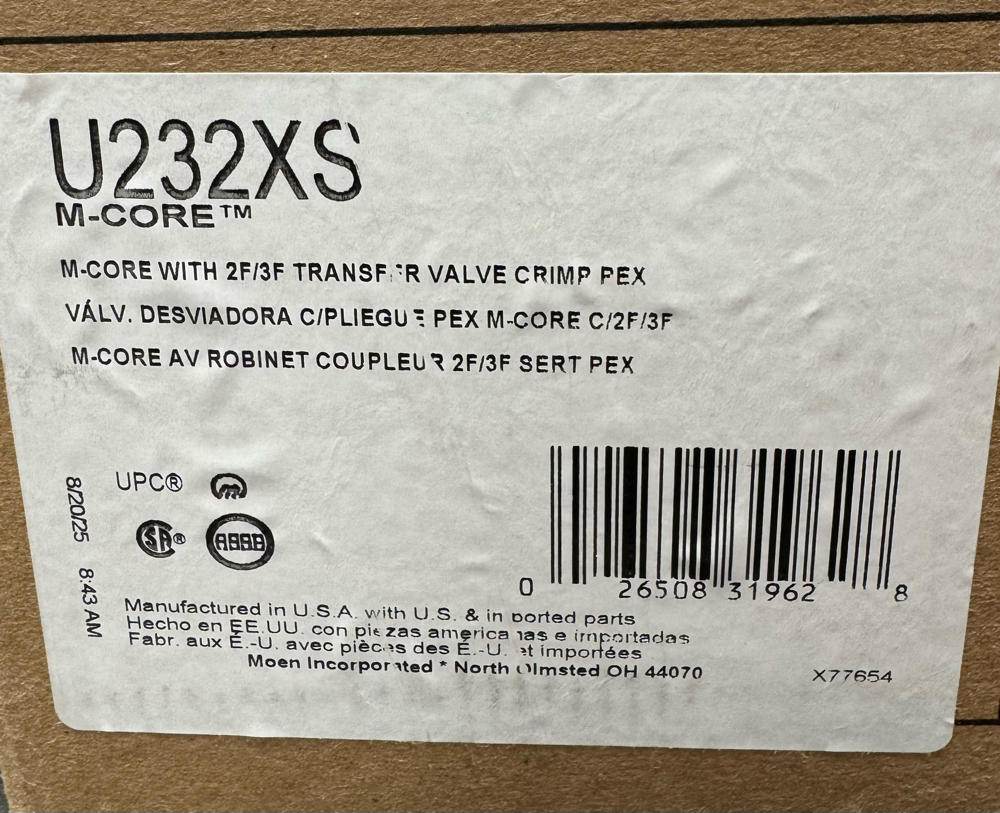 U232XS
M-CORE™
M-CORE WITH 2F/3F TRANSFER VALVE CRIMP PEX
VÁLV. DESVIADORA C/PLIEGUE PEX M-CORE C/2F/3F
M-CORE AV ROBINET COUPLEUR 2F/3F SERT PEX
8/20/25 8:43 AM
UPC®
SA®
0 26508 31962 8
Manufactured in U.S.A. with U.S. & imported parts
Hecho en EE.UU. con piezas americanas e importadas
Fabr. aux É.-U. avec pièces des É.-U. et importées
Moen Incorporated * North Olmsted OH 44070
X77654